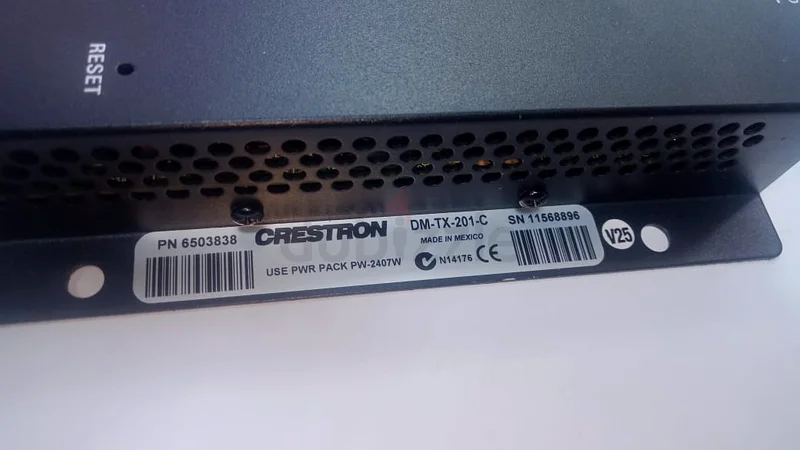 RESET
PN 6503838
CRESTRON
DM-TX-201-C
SN 11568896
MADE IN MEXICO
USE PWR PACK PW-2407W
N14176 CE
V25